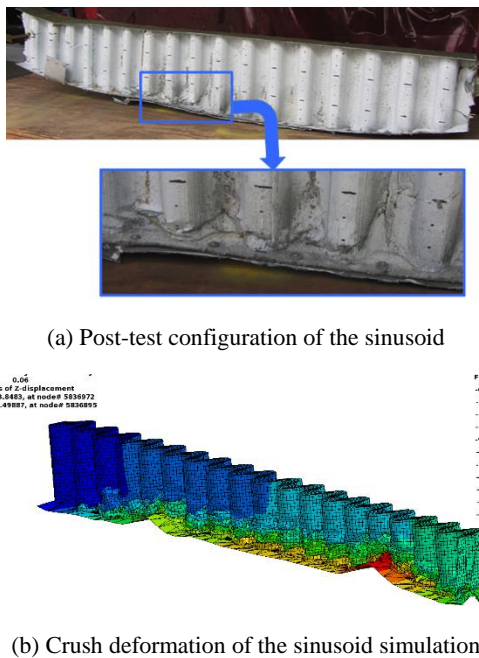 (a) Post-test configuration of the sinusoid
0.06
s of Z-displacement
.8483, at node# 5836972
.49887, at node# 5836895
F
(b) Crush deformation of the sinusoid simulation